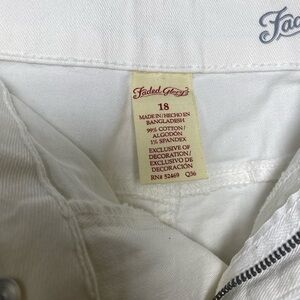 Fad
Faded Glory®
18
MADE IN/HECHO EN
BANGLADESH
99% COTTON/
ALGODÓN
1% SPANDEX
EXCLUSIVE OF
DECORATION/
EXCLUSIVO DE
DECORACIÓN
RN# 52469 Q36